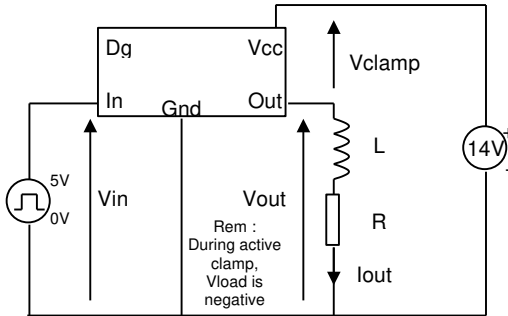 Dg
Vcc
In
Gnd
Out
Vclamp
5V
0V
Vin
Vout
L
R
14V
+
-
Rem :
During active
clamp,
Vload is
negative
Iout